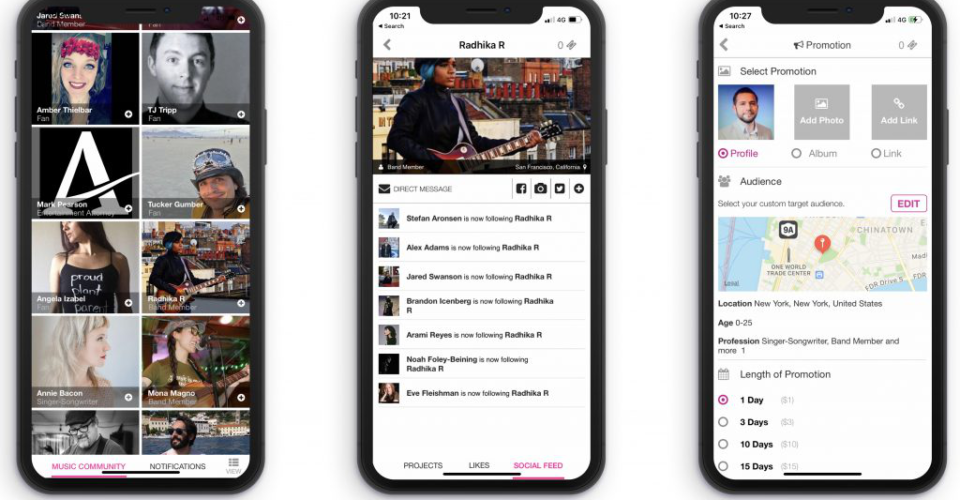 Jared Swans
Band Member
Amber Thielbar
Fan
TJ Tripp
Fan
Mark Pearson
Entertainment Attorney
Tucker Gumber
Fan
proud
plant
parent
Angela Izabel
Fan
Radhika R
Band Member
Annie Bacon
Singer-Songwriter
Mona Magno
Band Member
MUSIC COMMUNITY
NOTIFICATIONS
VIEW
10:21
4G
Search
Radhika R
0
Band Member
San Francisco, California
DIRECT MESSAGE
Stefan Aronsen is now following Radhika R
Alex Adams is now following Radhika R
Jared Swanson is now following Radhika R
Brandon Icenberg is now following Radhika
R
Arami Reyes is now following Radhika R
Noah Foley-Beining is now following
Radhika R
Eve Fleishman is now following Radhika R
PROJECTS
LIKES
SOCIAL FEED
10:27
4G
Search
Promotion
0
Select Promotion
Add Photo
Add Link
Profile
Album
Link
Audience
Select your custom target audience.
EDIT
9A
CHINATOWN
ONE WORLD
TRADE CENTER
Madi
FDR Drive
FDR Dr
Legal
Location New York, New York, United States
Age 0-25
Profession Singer-Songwriter, Band Member and
more 1
Length of Promotion
1 Day ($1)
3 Days ($3)
10 Days ($10)
15 Days ($15)